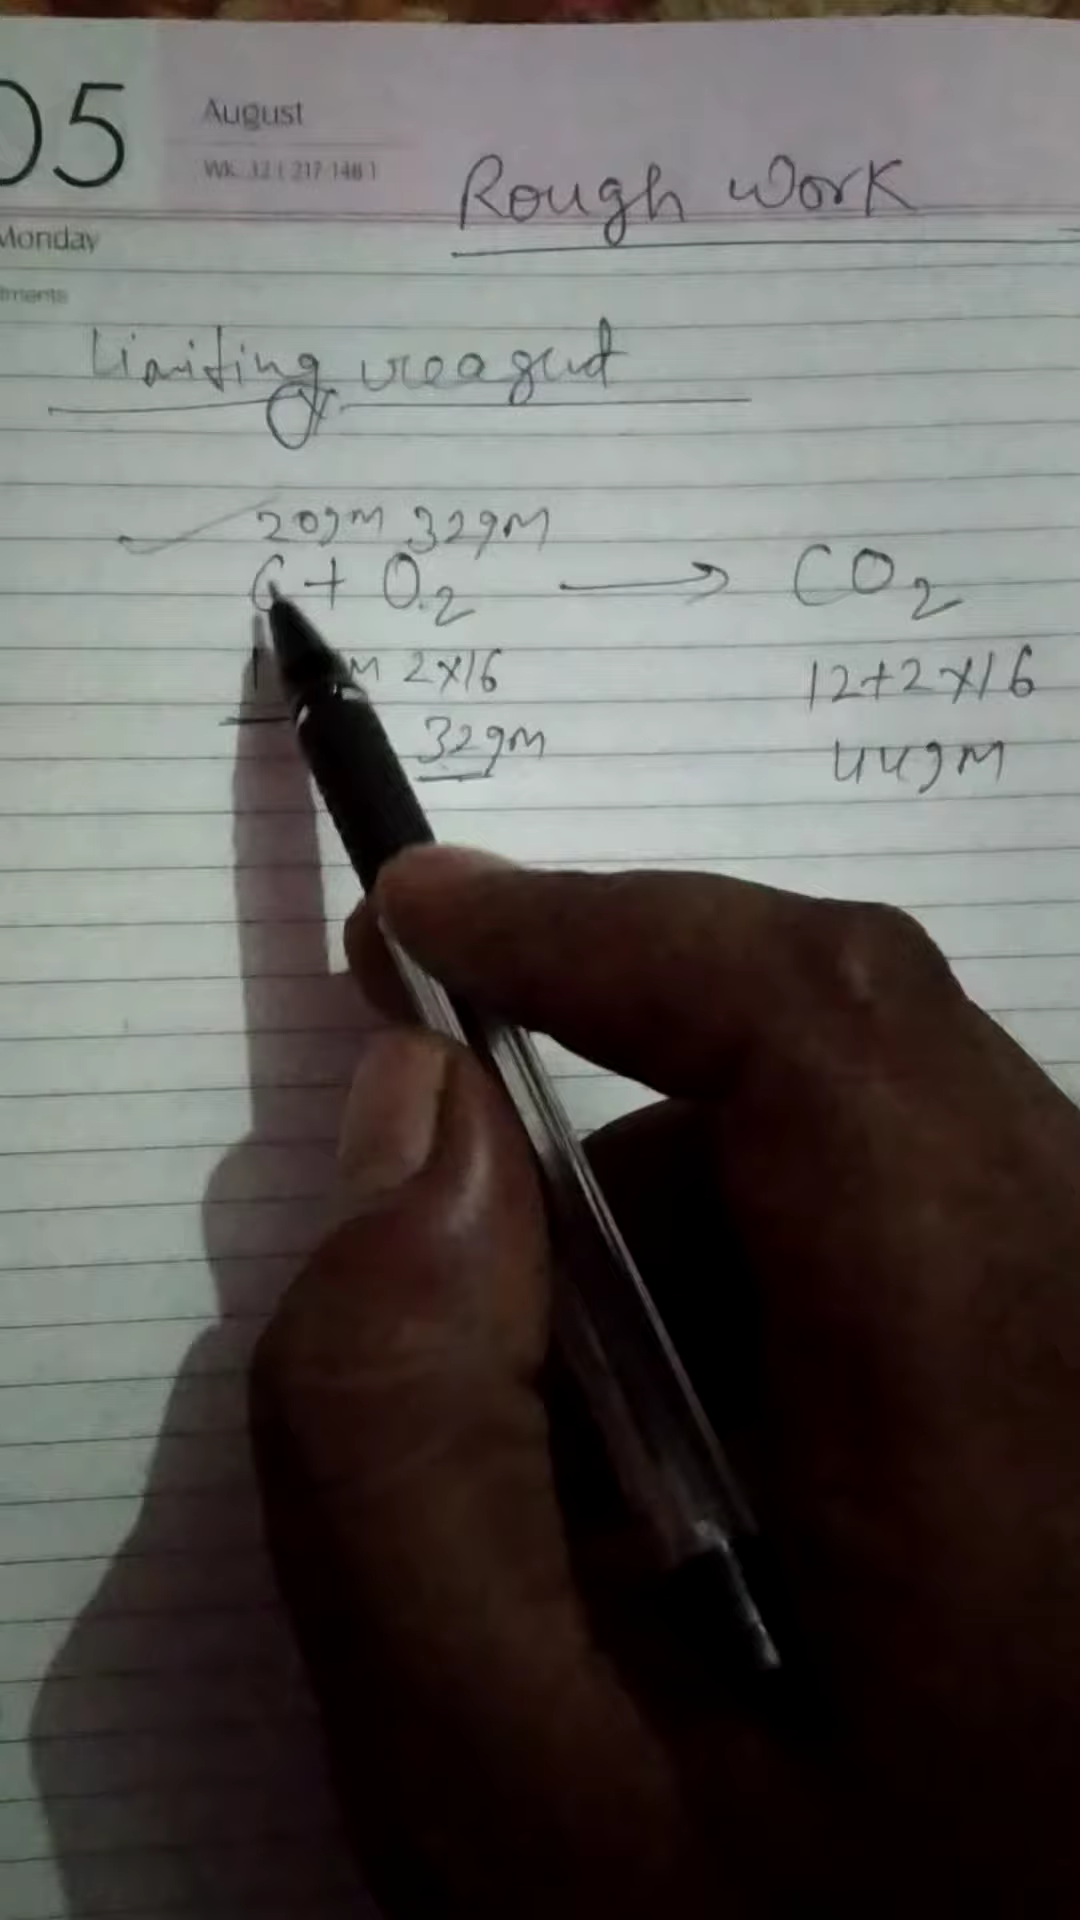 05
August
Wk. 32 ( 217-148 )
Rough Work
Monday
Limiting reagent
20gm 32gm
C + O2 → CO2
2×16 12+2×16
32gm 44gm